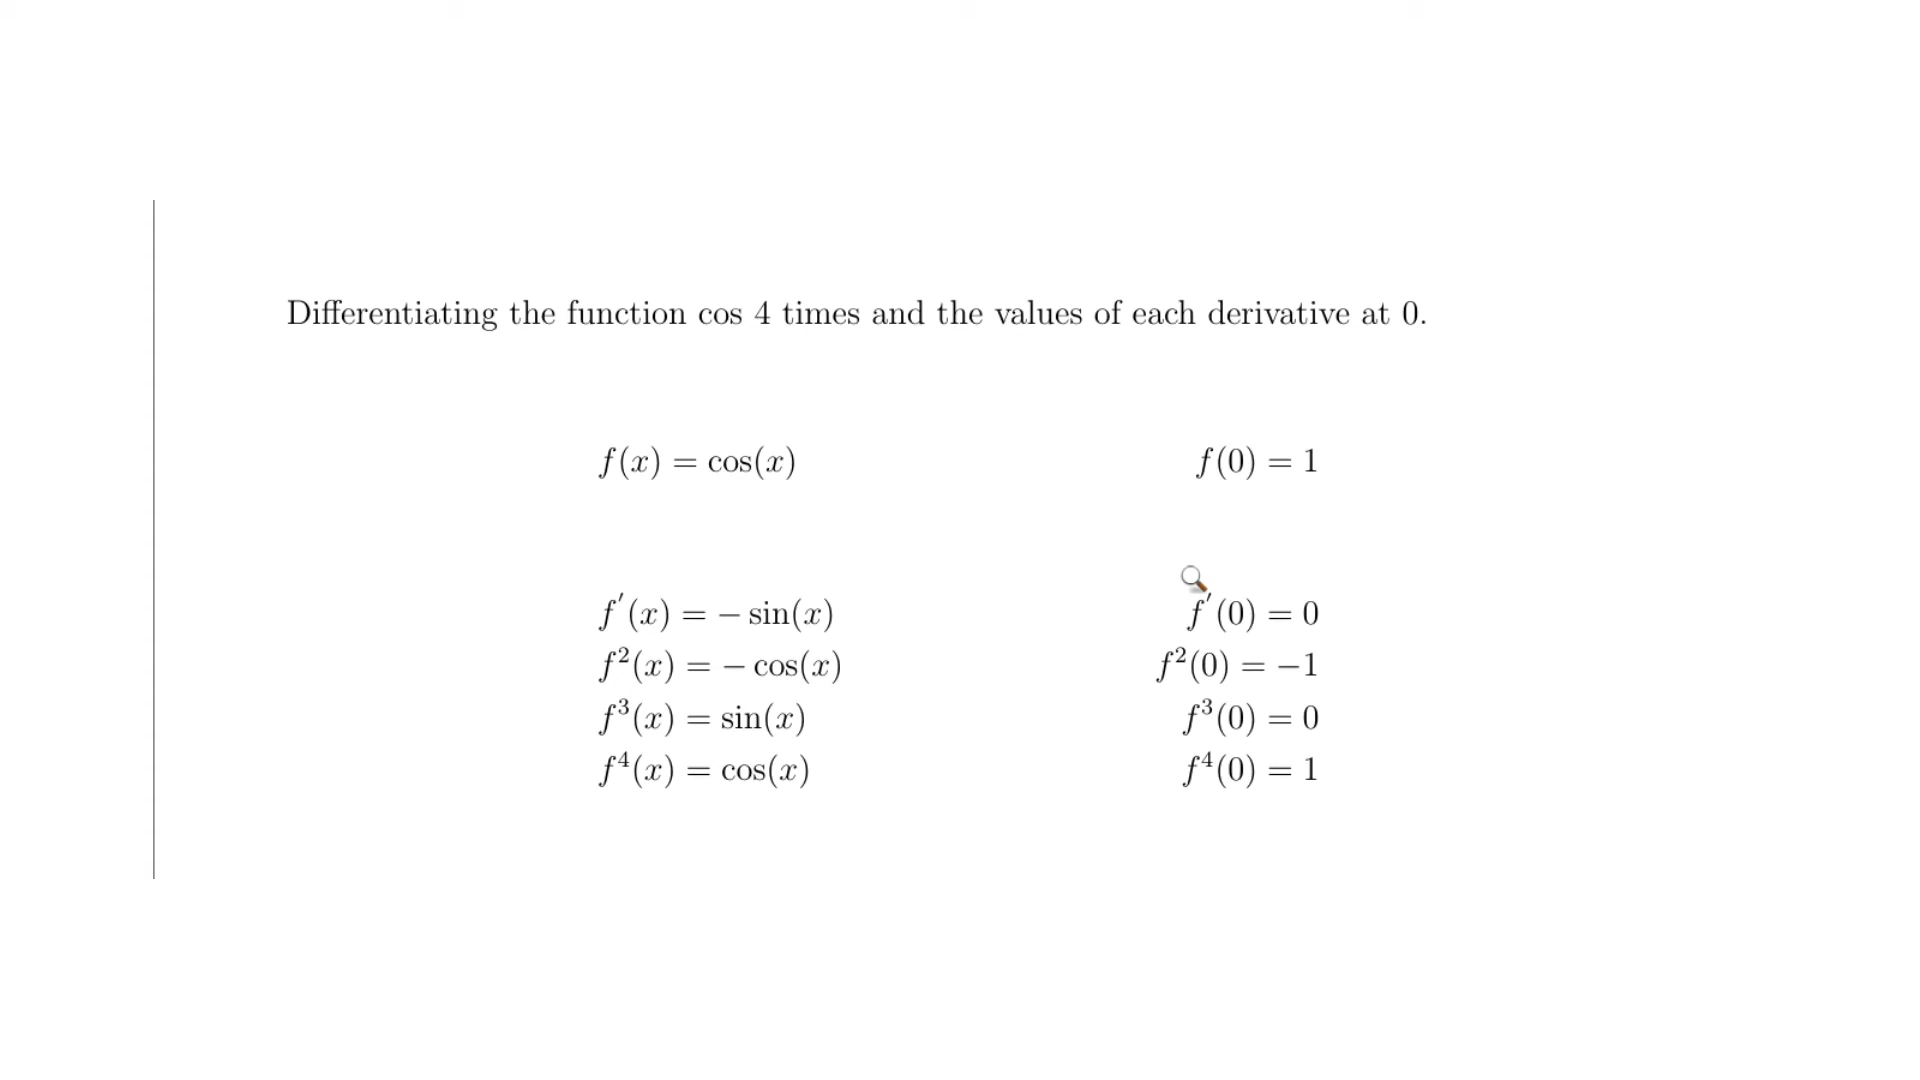 Differentiating the function cos 4 times and the values of each derivative at 0.
f(x) = cos(x) f(0) = 1
f′(x) = − sin(x) f′(0) = 0
f²(x) = − cos(x) f²(0) = −1
f³(x) = sin(x) f³(0) = 0
f⁴(x) = cos(x) f⁴(0) = 1